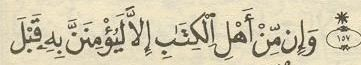 ﴿١٥٧﴾ وَإِن مِّنْ أَهْلِ ٱلْكِتَٰبِ إِلَّا لَيُؤْمِنَنَّ بِهِۦ قَبْلَ